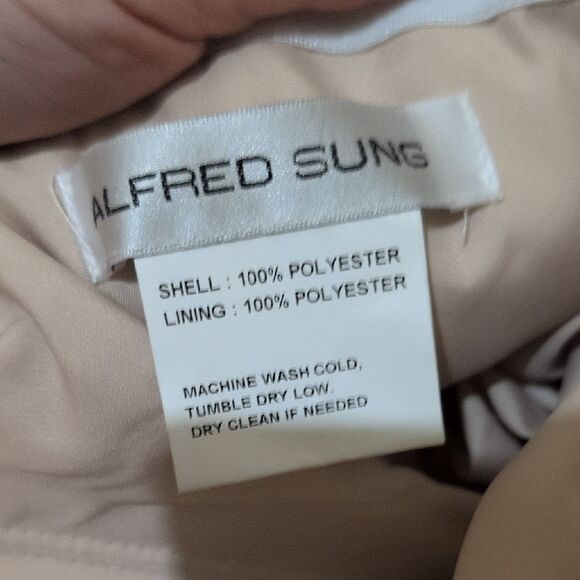 ALFRED SUNG
SHELL : 100% POLYESTER
LINING : 100% POLYESTER
MACHINE WASH COLD,
TUMBLE DRY LOW.
DRY CLEAN IF NEEDED